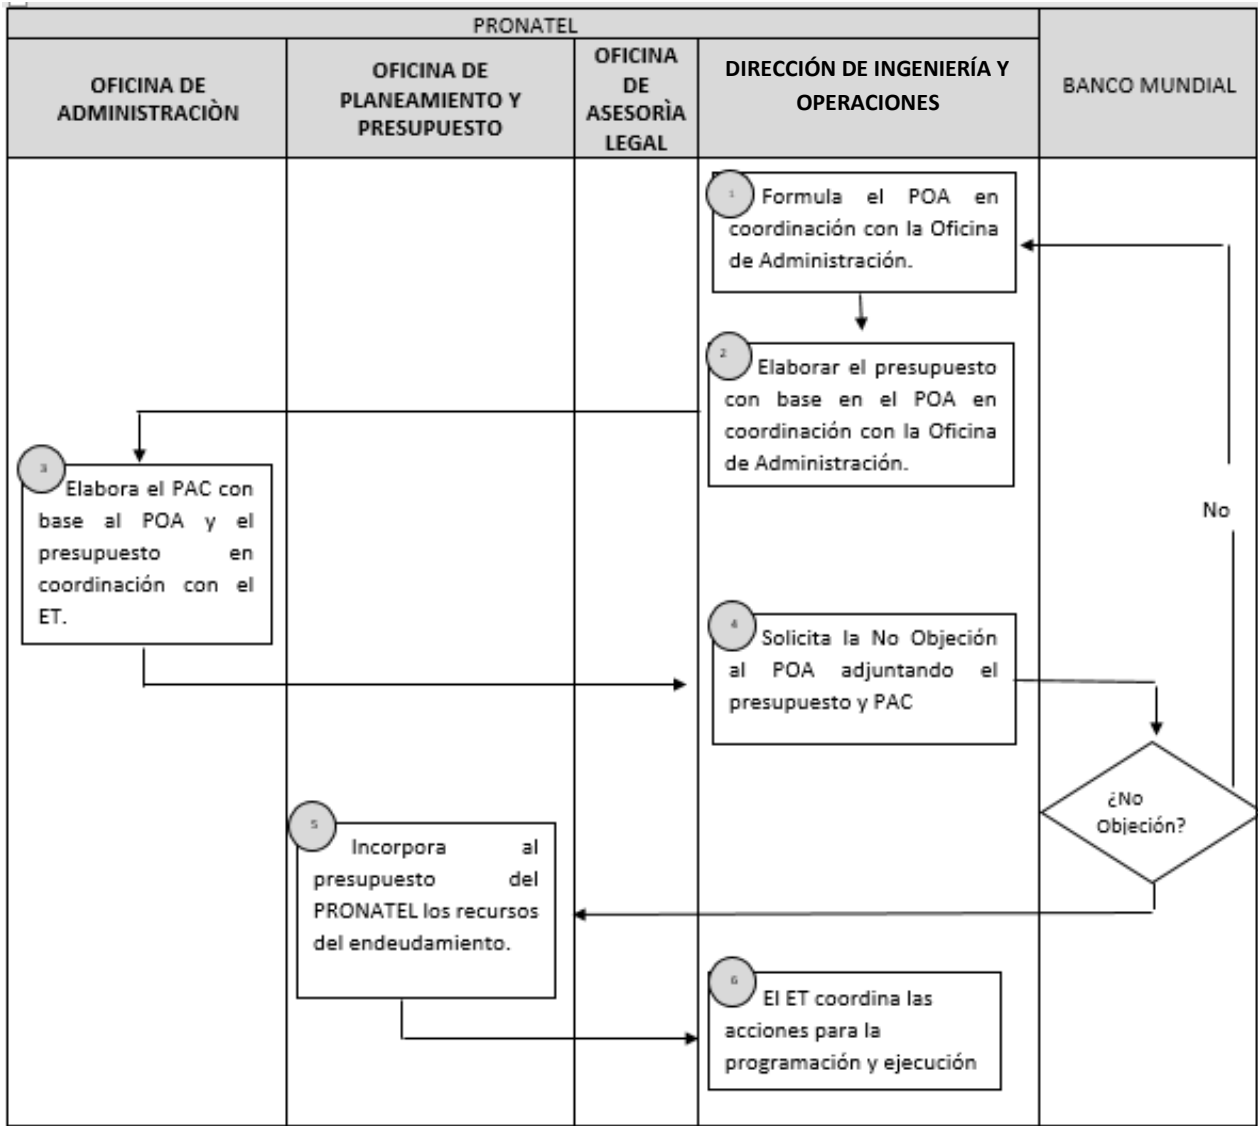 PRONATEL
OFICINA DE
ADMINISTRACIÒN
OFICINA DE
PLANEAMIENTO Y
PRESUPUESTO
OFICINA
DE
ASESORÌA
LEGAL
DIRECCIÓN DE INGENIERÍA Y
OPERACIONES
BANCO MUNDIAL
1
Formula el POA en
coordinación con la Oficina
de Administración.
2
Elaborar el presupuesto
con base en el POA en
coordinación con la Oficina
de Administración.
3
Elabora el PAC con
base al POA y el
presupuesto en
coordinación con el
ET.
No
4
Solicita la No Objeción
al POA adjuntando el
presupuesto y PAC
¿No
Objeción?
5
Incorpora al
presupuesto del
PRONATEL los recursos
del endeudamiento.
6
El ET coordina las
acciones para la
programación y ejecución